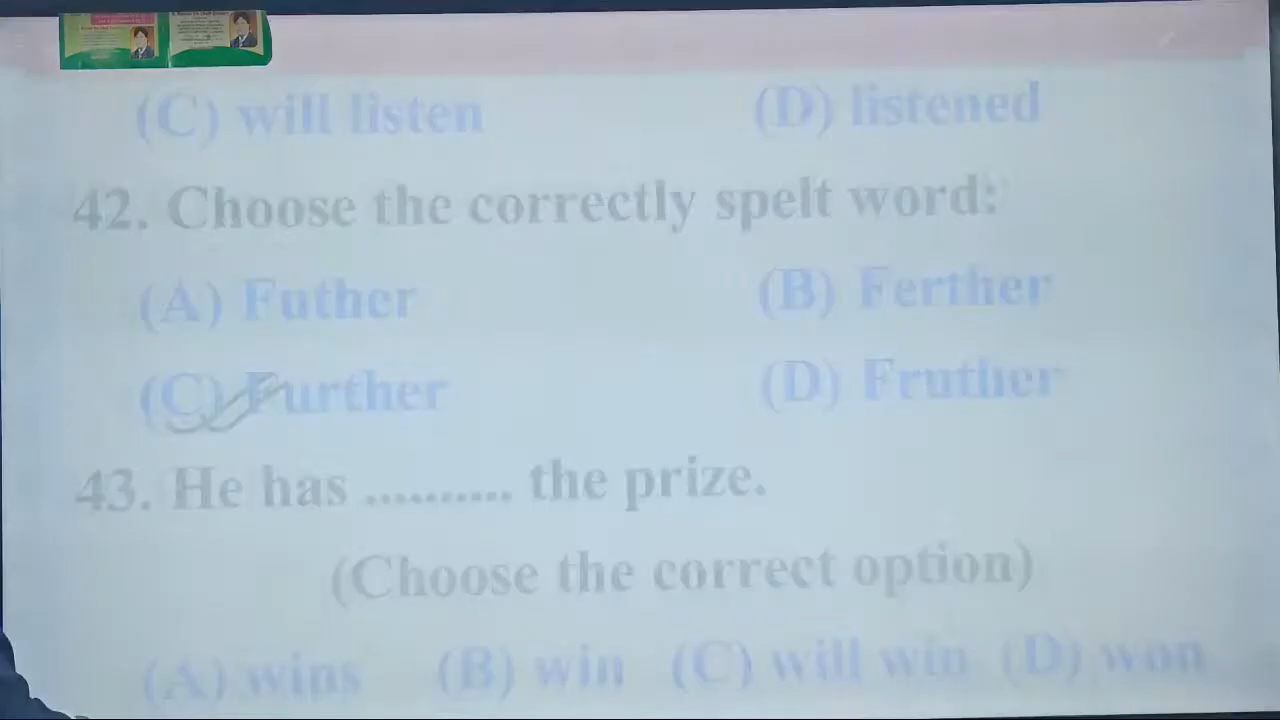 (C) will listen (D) listened
42. Choose the correctly spelt word:
(A) Futher (B) Ferther
(C) Further (D) Fruther
43. He has .......... the prize.
(Choose the correct option)
(A) wins (B) win (C) will win (D) won